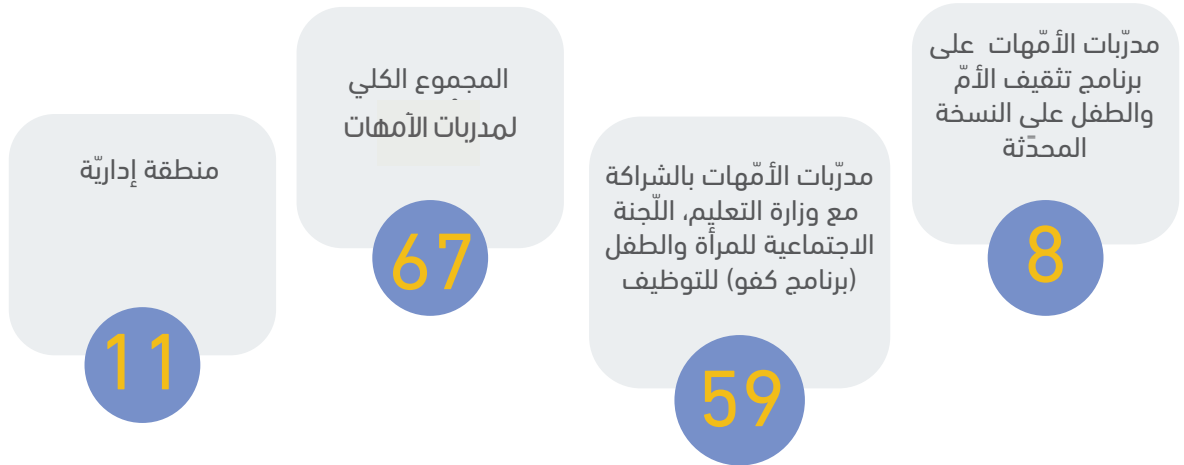 مدرّبات الأمّهات على
برنامج تثقيف الأمّ
والطفل على النسخة
المحدّثة
8
مدرّبات الأمّهات بالشراكة
مع وزارة التعليم، اللّجنة
الاجتماعية للمرأة والطفل
(برنامج كفو) للتوظيف
59
المجموع الكلي
لمدربات الأمهات
67
منطقة إداريّة
11